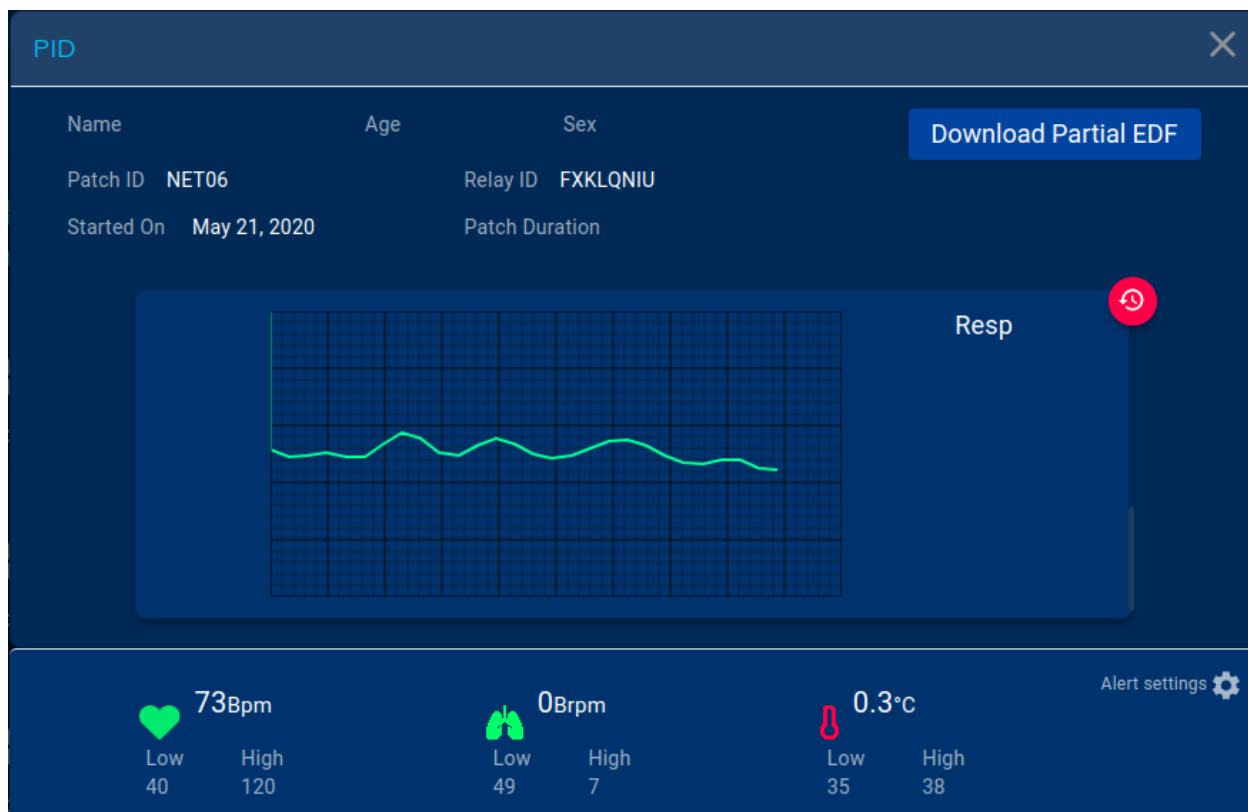 PID
Name Age Sex
Download Partial EDF
Patch ID NET06 Relay ID FXKLQNIU
Started On May 21, 2020 Patch Duration
Resp
Alert settings
73Bpm 0Brpm 0.3°C
Low High Low High Low High
40 120 49 7 35 38